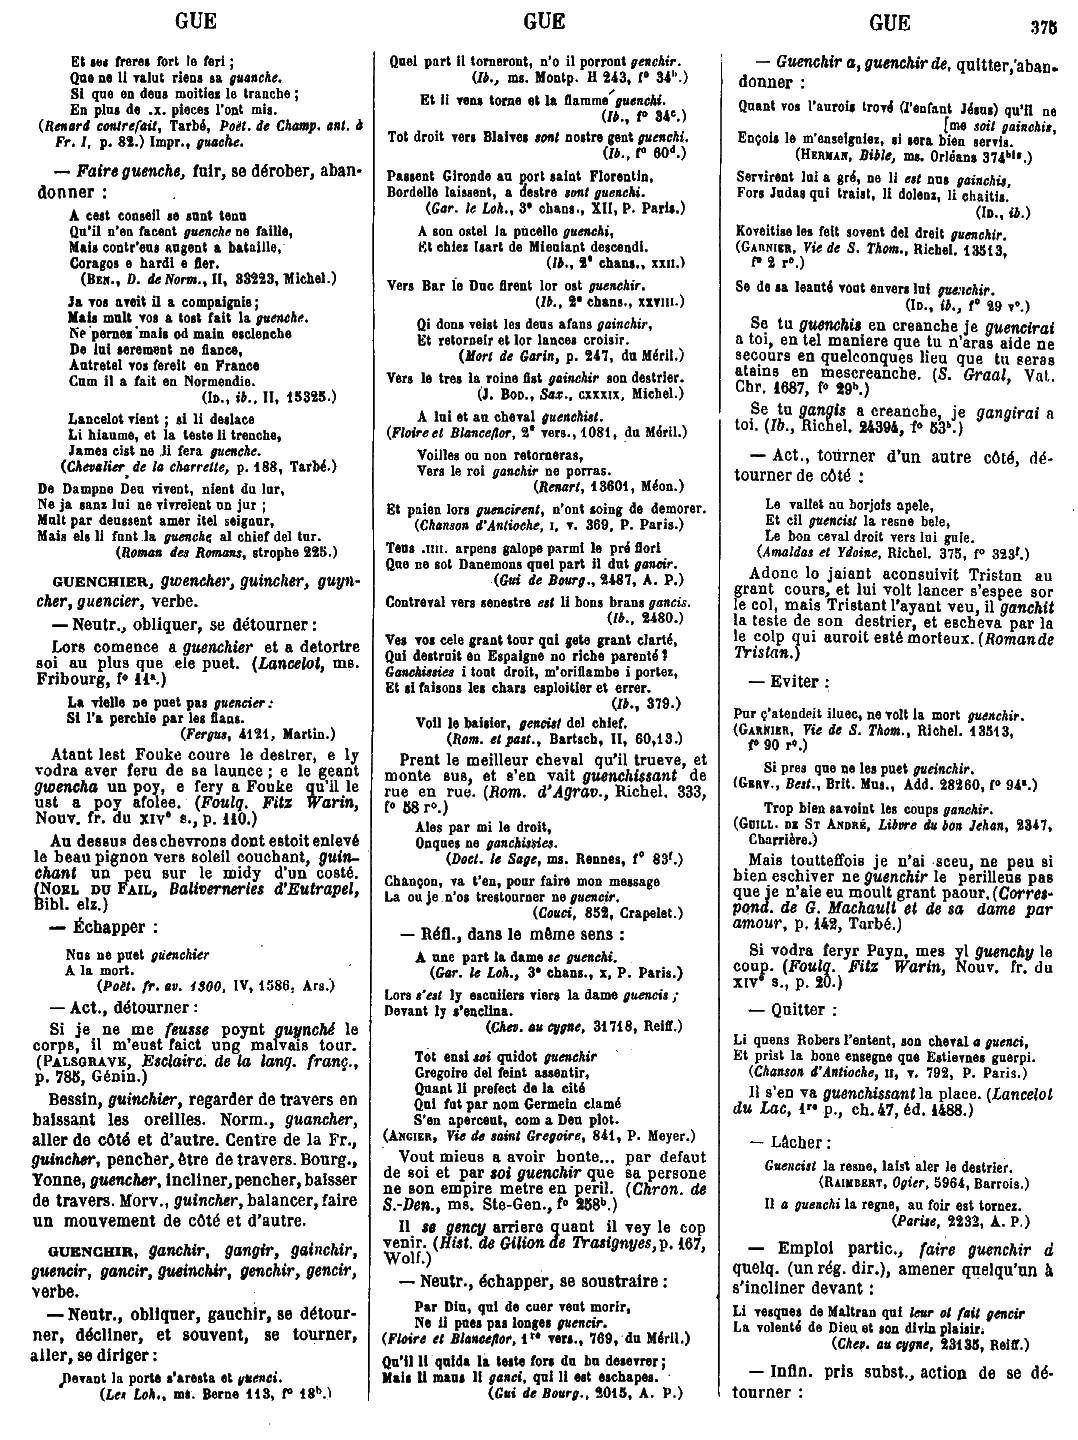 GUE
GUE
GUE
375
Et ses freres fort le feri ;
Que ne li valut riens sa guanche.
Si que en deus moitiez le tranche ;
En plus de .x. pieces l'ont mis.
(Renard contrefait, Tarbé, Poët. de Champ. ant. à
Fr. I, p. 82.) Impr., guache.
— Faire guenche, fuir, se dérober, aban-
donner :
A cest conseil se sunt tenu
Qu'il n'en facent guenche ne faille,
Mais contr'eus augent a bataille,
Coragos e hardi e fier.
(BEN., D. de Norm., II, 33223, Michel.)
Ja vos aveit il a compaignie ;
Mais mult vos a tost fait la guenche.
Ne pernez mais od main esclenche
De lui serement ne fiance,
Autretel vos fereit en France
Cum il a fait en Normendie.
(ID., ib., II, 15325.)
Lancelot vient ; si li deslace
Li hiaume, et la teste li trenche,
James cist ne li fera guenche.
(Chevalier de la charrette, p. 188, Tarbé.)
De Dampne Deu vivent, nient du lur,
Ne ja sanz lui ne vivreient un jur ;
Mult par deussent amer itel seignur,
Mais els li funt la guenche al chief del tur.
(Roman des Romans, strophe 225.)
GUENCHIER, gwencher, guincher, guyn-
cher, guencier, verbe.
— Neutr., obliquer, se détourner :
Lors comence a guenchier et a detortre
soi au plus que ele puet. (Lancelot, ms.
Fribourg, f° 11ª.)
La vielle ne puet pas guencier :
Si l'a perchie par les flans.
(Fergus, 4121, Martin.)
Atant lest Fouke coure le destrer, e ly
vodra aver feru de sa launce ; e le geant
gwencha un poy, e fery a Fouke qu'il le
ust a poy afolee. (Foulq. Fitz Warin,
Nouv. fr. du XIVᵉ s., p. 110.)
Au dessus des chevrons dont estoit enlevé
le beau pignon vers soleil couchant, guin-
chant un peu sur le midy d'un costé.
(NOEL DU FAIL, Baliverneries d'Eutrapel,
Bibl. elz.)
— Échapper :
Nus ne puet guenchier
A la mort.
(Poët. fr. av. 1300, IV, 1586, Ars.)
— Act., détourner :
Si je ne me feusse poynt guynché le
corps, il m'eust faict ung malvais tour.
(PALSGRAVE, Esclairc. de la lang. franç.,
p. 785, Génin.)
Bessin, guinchier, regarder de travers en
baissant les oreilles. Norm., guancher,
aller de côté et d'autre. Centre de la Fr.,
guincher, pencher, être de travers. Bourg.,
Yonne, guencher, incliner, pencher, baisser
de travers. Morv., guincher, balancer, faire
un mouvement de côté et d'autre.
GUENCHIR, ganchir, gangir, gainchir,
guencir, gancir, gueinchir, genchir, gencir,
verbe.
— Neutr., obliquer, gauchir, se détour-
ner, décliner, et souvent, se tourner,
aller, se diriger :
Devant la porte s'aresta et guenci.
(Les Loh., ms. Berne 113, f° 18ᵇ.)
Quel part il torneront, n'o il porront genchir.
(Ib., ms. Montp. H 243, f° 34ᵇ.)
Et li vens torne et la flamme guenchi.
(Ib., f° 34ᶜ.)
Tot droit vers Blaives sont nostre gent guenchi.
(Ib., f° 60ᵈ.)
Passent Gironde au port saint Florentin,
Bordelle laissent, a destre sont guenchi.
(Gar. le Loh., 3ᵉ chans., XII, P. Paris.)
A son ostel la pucelle guenchi,
Et chiez Isart de Mienlant descendi.
(Ib., 2ᵉ chans., XXII.)
Vers Bar le Duc firent lor ost guenchir.
(Ib., 2ᵉ chans., XXVIII.)
Qi dons veist les deus afans gainchir,
Et retorneir et lor lances croisir.
(Mort de Garin, p. 247, du Méril.)
Vers le tres la roine fist gainchir son destrier.
(J. BOD., Sax., CXXXIX, Michel.)
A lui et au cheval guenchist.
(Floire et Blanceflor, 2ᵉ vers., 1081, du Méril.)
Voilles ou non retorneras,
Vers le roi ganchir ne porras.
(Renart, 13601, Méon.)
Et paien lors guencirent, n'ont soing de demorer.
(Chanson d'Antioche, I, v. 369, P. Paris.)
Tens .IIII. arpens galope parmi le pré flori
Que ne sot Danemons quel part il dut gancir.
(Gui de Bourg., 2487, A. P.)
Contreval vers senestre est li bons brans gancis.
(Ib., 2480.)
Ves vos cele grant tour qui gete grant clarté,
Qui destruit en Espaigne no riche parenté ?
Ganchissies i tout droit, m'oriflambe i portez,
Et si faisons les chars esploitier et errer.
(Ib., 379.)
Voil le baisier, gencist del chief.
(Rom. et past., Bartsch, II, 60,13.)
Prent le meilleur cheval qu'il trueve, et
monte sus, et s'en vait guenchissant de
rue en rue. (Rom. d'Agrav., Richel. 333,
f° 58 r°.)
Ales par mi le droit,
Onques ne ganchissies.
(Doct. le Sage, ms. Rennes, f° 83ᶠ.)
Chançon, va t'en, pour faire mon message
La ou je n'os trestourner ne guencir.
(Couci, 852, Crapelet.)
— Réfl., dans le même sens :
A une part la dame se guenchi.
(Gar. le Loh., 3ᵉ chans., X, P. Paris.)
Lors s'est ly escuiiers viers la dame guencis ;
Devant ly s'enclina.
(Chev. au cygne, 31718, Reiff.)
Tot ensi soi quidot guenchir
Gregoire del feint assentir,
Quant li prefect de la cité
Qui fut par nom Germein clamé
S'en apercut, com a Deu plot.
(ANGIER, Vie de saint Gregoire, 841, P. Meyer.)
Vout mieus a avoir honte... par defaut
de soi et par soi guenchir que sa persone
ne son empire metre en peril. (Chron. de
S.-Den., ms. Ste-Gen., f° 258ᵇ.)
Il se gency arriere quant il vey le cop
venir. (Hist. de Gilion de Trasignyes, p. 167,
Wolf.)
— Neutr., échapper, se soustraire :
Par Diu, qui de cuer veut morir,
Ne li pues pas longes guencir.
(Floire et Blanceflor, 1ʳᵉ vers., 769, du Méril.)
Qu'il li quida la teste fors du bu desevrer ;
Mais li maus li ganci, qui li est eschapes.
(Gui de Bourg., 2015, A. P.)
— Guenchir a, guenchir de, quitter, aban-
donner :
Quant vos l'aurois trové (l'enfant Jésus) qu'il ne
[me soit gainchis,
Ençois le m'enseigniez, si sera bien servis.
(HERMAN, Bible, ms. Orléans 374ᵇⁱˢ.)
Servirent lui a gré, ne li est nus gainchis,
Fors Judas qui traist, li dolenz, li chaitis.
(ID., ib.)
Koveitise les feit sovent del dreit guenchir.
(GARNIER, Vie de S. Thom., Richel. 13513,
f° 2 r°.)
Se de sa leauté vout envers lui guenchir.
(ID., ib., f° 29 v°.)
Se tu guenchis en creanche je guencirai
a toi, en tel maniere que tu n'aras aide ne
secours en quelconques lieu que tu seras
atains en mescreanche. (S. Graal, Vat.
Chr. 1687, f° 29ᵇ.)
Se tu gangis a creanche, je gangirai a
toi. (Ib., Richel. 24394, f° 53ᵇ.)
— Act., tourner d'un autre côté, dé-
tourner de côté :
Le vallet au borjois apele,
Et cil guencist la resne bele,
Le bon ceval droit vers lui guie.
(Amaldas et Ydoine, Richel. 375, f° 323ᶠ.)
Adonc lo jaiant aconsuivit Tristan au
grant cours, et lui volt lancer s'espee sor
le col, mais Tristant l'ayant veu, il ganchit
la teste de son destrier, et escheva par la
le colp qui auroit esté morteux. (Roman de
Tristan.)
— Eviter :
Pur ç'atendeit iluec, ne volt la mort guenchir.
(GARNIER, Vie de S. Thom., Richel. 13513,
f° 90 r°.)
Si pres que ne les puet gueinchir.
(GERV., Best., Brit. Mus., Add. 28260, f° 94ª.)
Trop bien savoint les coups ganchir.
(GUILL. DE ST ANDRÉ, Libvre du bon Jehan, 2347,
Charrière.)
Mais toutteffois je n'ai sceu, ne peu si
bien eschiver ne guenchir le perilleus pas
que je n'aie eu moult grant paour. (Corres-
pond. de G. Machault et de sa dame par
amour, p. 142, Tarbé.)
Si vodra feryr Payn, mes yl guenchy le
coup. (Foulq. Fitz Warin, Nouv. fr. du
XIVᵉ s., p. 20.)
— Quitter :
Li quens Robers l'entent, son cheval a guenci,
Et prist la bone ensegne que Estievnes guerpi.
(Chanson d'Antioche, II, v. 792, P. Paris.)
Il s'en va guenchissant la place. (Lancelot
du Lac, 1ʳᵉ p., ch. 47, éd. 1488.)
— Lâcher :
Guencist la resne, laist aler le destrier.
(RAIMBERT, Ogier, 5964, Barrois.)
Il a guenchi la regne, au foir est tornez.
(Parise, 2232, A. P.)
— Emploi partic., faire guenchir a
quelq. (un rég. dir.), amener quelqu'un à
s'incliner devant :
Li vesques de Maltran qui leur ot fait gencir
La volenté de Dieu et son divin plaisir.
(Chev. au cygne, 23135, Reiff.)
— Infin. pris subst., action de se dé-
tourner :